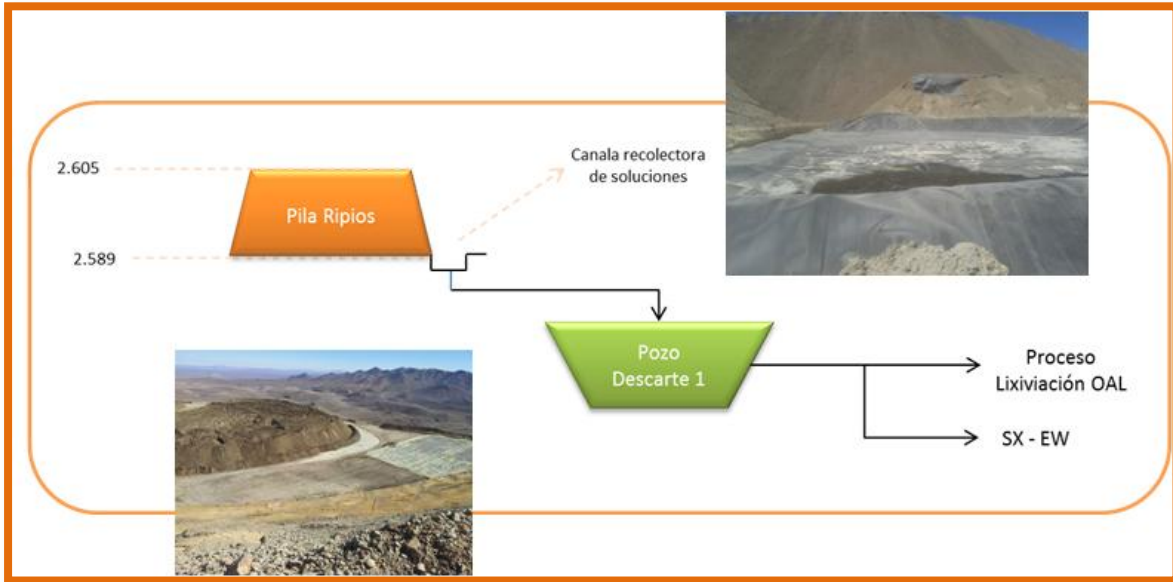 2.605
Pila Ripios
2.589
Canala recolectora
de soluciones
Pozo
Descarte 1
Proceso
Lixiviación OAL
SX - EW